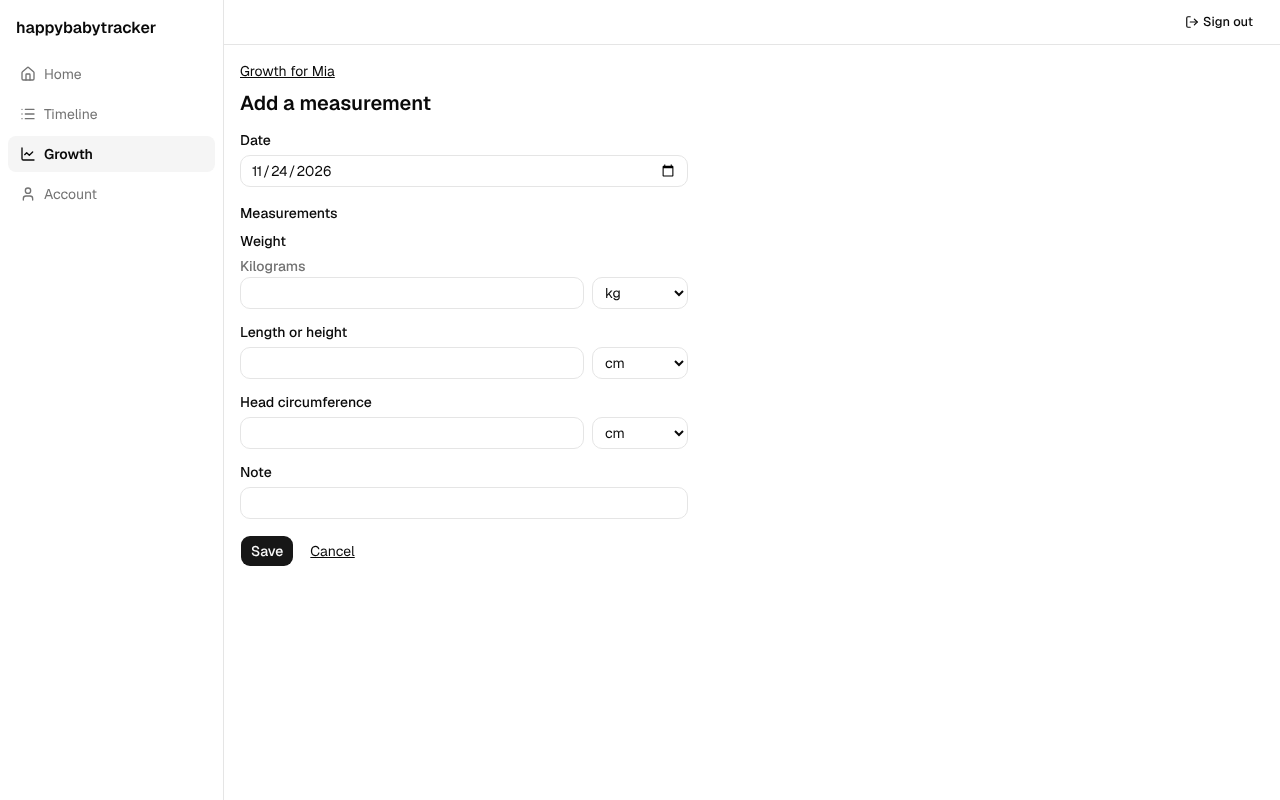 happybabytracker
Sign out
Home
Timeline
Growth
Account
Growth for Mia
Add a measurement
Date
11/24/2026
Measurements
Weight
Kilograms
kg
Length or height
cm
Head circumference
cm
Note
Save
Cancel